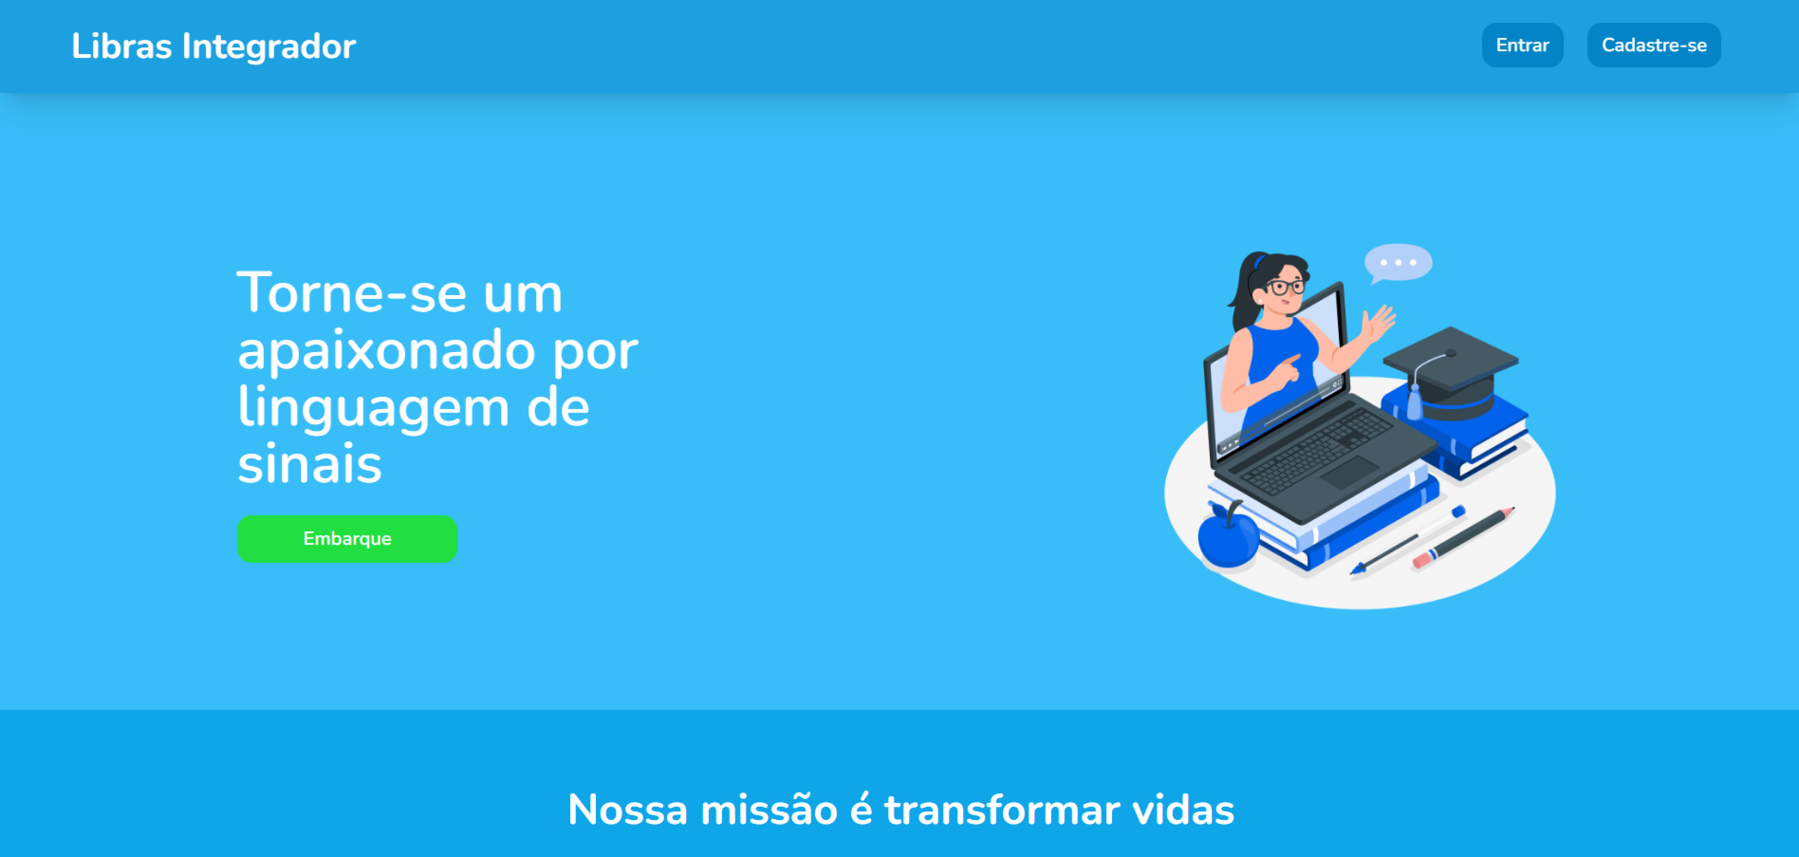 Libras Integrador
Entrar
Cadastre-se
Torne-se um
apaixonado por
linguagem de
sinais
Embarque
Nossa missão é transformar vidas